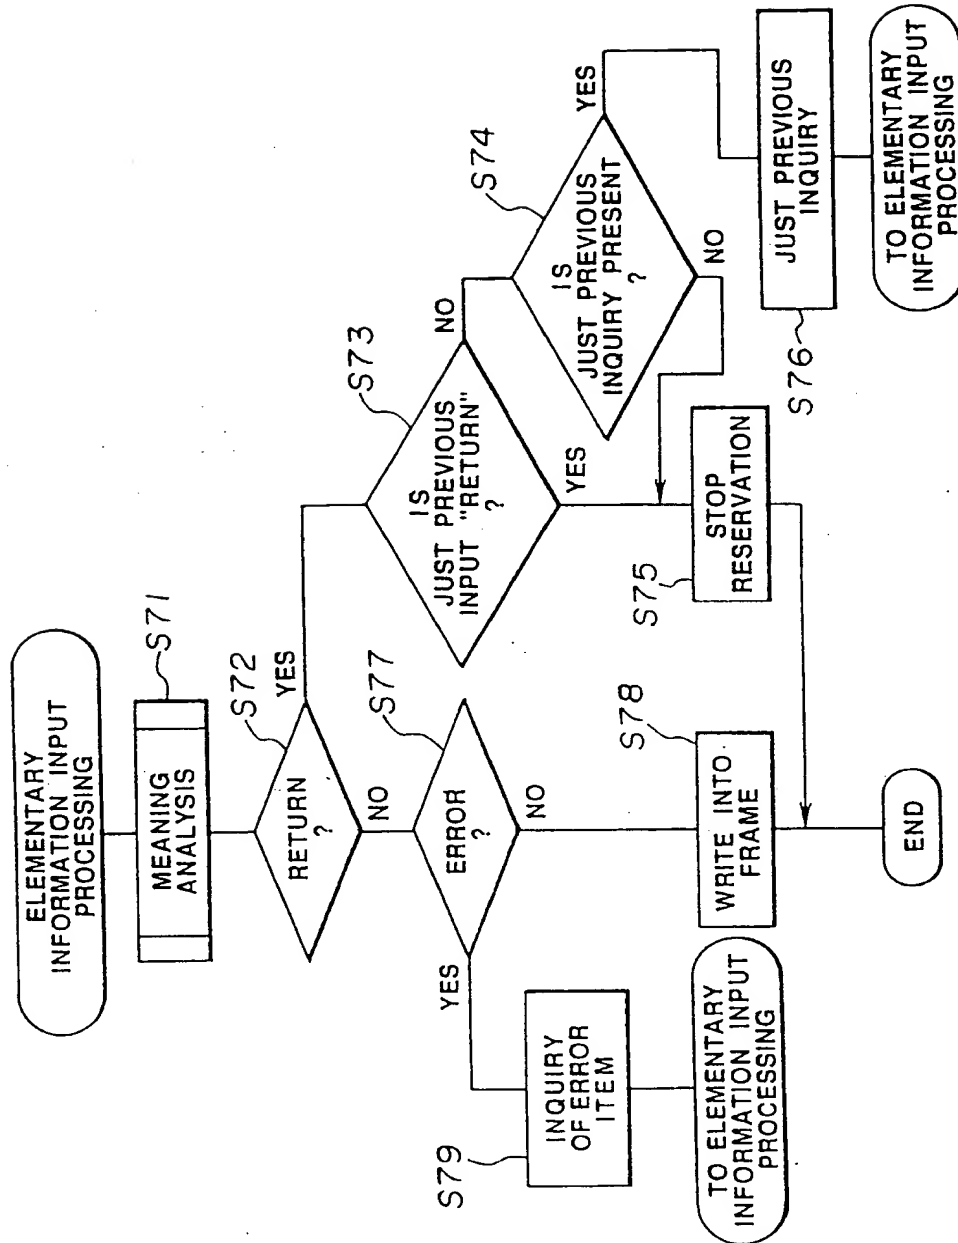 ELEMENTARY
INFORMATION INPUT
PROCESSING
S71
MEANING
ANALYSIS
S72
RETURN
?
YES
NO
S73
IS
JUST PREVIOUS
INPUT "RETURN"
?
NO
YES
S74
IS
JUST PREVIOUS
INQUIRY PRESENT
?
YES
NO
S77
ERROR
?
YES
NO
S75
STOP
RESERVATION
S76
JUST PREVIOUS
INQUIRY
TO ELEMENTARY
INFORMATION INPUT
PROCESSING
S78
WRITE INTO
FRAME
S79
INQUIRY
OF ERROR
ITEM
TO ELEMENTARY
INFORMATION INPUT
PROCESSING
END